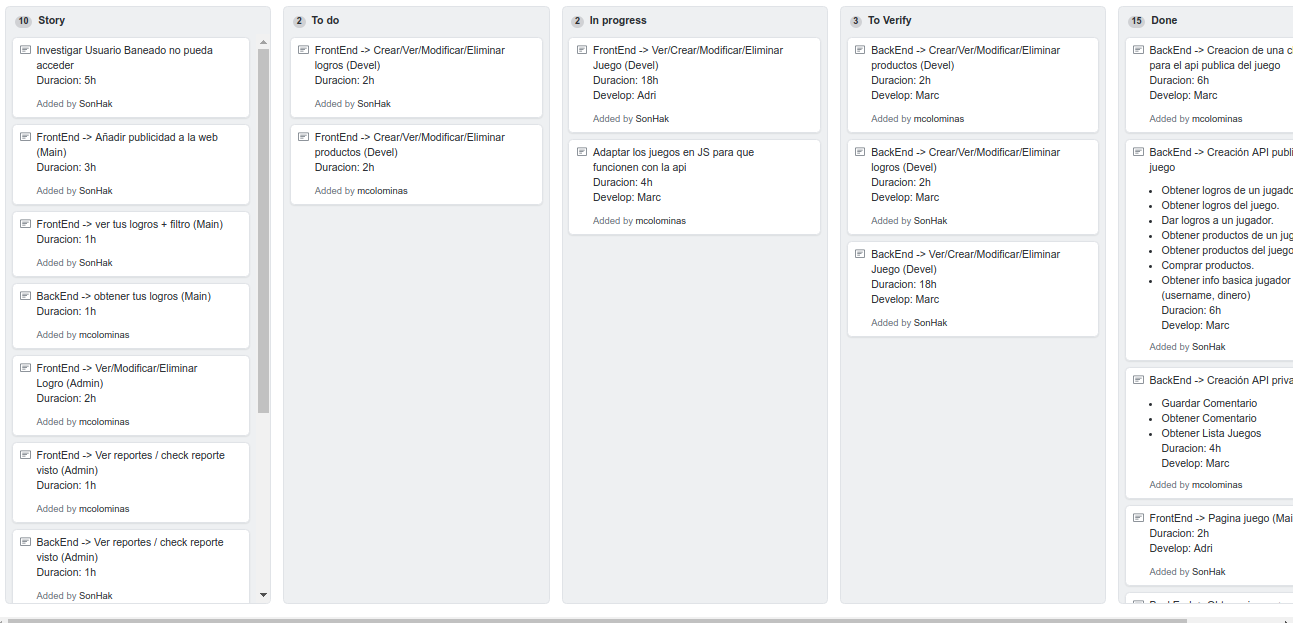 10 Story
Investigar Usuario Baneado no pueda
acceder
Duracion: 5h
Added by SonHak
FrontEnd -> Añadir publicidad a la web
(Main)
Duracion: 3h
Added by SonHak
FrontEnd -> ver tus logros + filtro (Main)
Duracion: 1h
Added by SonHak
BackEnd -> obtener tus logros (Main)
Duracion: 1h
Added by mcolominas
FrontEnd -> Ver/Modificar/Eliminar
Logro (Admin)
Duracion: 2h
Added by mcolominas
FrontEnd -> Ver reportes / check reporte
visto (Admin)
Duracion: 1h
Added by mcolominas
BackEnd -> Ver reportes / check reporte
visto (Admin)
Duracion: 1h
Added by SonHak
2 To do
FrontEnd -> Crear/Ver/Modificar/Eliminar
logros (Devel)
Duracion: 2h
Added by SonHak
FrontEnd -> Crear/Ver/Modificar/Eliminar
productos (Devel)
Duracion: 2h
Added by mcolominas
2 In progress
FrontEnd -> Ver/Crear/Modificar/Eliminar
Juego (Devel)
Duracion: 18h
Develop: Adri
Added by SonHak
Adaptar los juegos en JS para que
funcionen con la api
Duracion: 4h
Develop: Marc
Added by mcolominas
3 To Verify
BackEnd -> Crear/Ver/Modificar/Eliminar
productos (Devel)
Duracion: 2h
Develop: Marc
Added by mcolominas
BackEnd -> Crear/Ver/Modificar/Eliminar
logros (Devel)
Duracion: 2h
Develop: Marc
Added by SonHak
BackEnd -> Ver/Crear/Modificar/Eliminar
Juego (Devel)
Duracion: 18h
Develop: Marc
Added by SonHak
15 Done
BackEnd -> Creacion de una
para el api publica del juego
Duracion: 6h
Develop: Marc
Added by mcolominas
BackEnd -> Creación API publi
juego
Obtener logros de un jugado
Obtener logros del juego.
Dar logros a un jugador.
Obtener productos de un jug
Obtener productos del juego
Comprar productos.
Obtener info basica jugador
(username, dinero)
Duracion: 6h
Develop: Marc
Added by SonHak
BackEnd -> Creación API priva
Guardar Comentario
Obtener Comentario
Obtener Lista Juegos
Duracion: 4h
Develop: Marc
Added by mcolominas
FrontEnd -> Pagina juego (Mai
Duracion: 2h
Develop: Adri
Added by SonHak